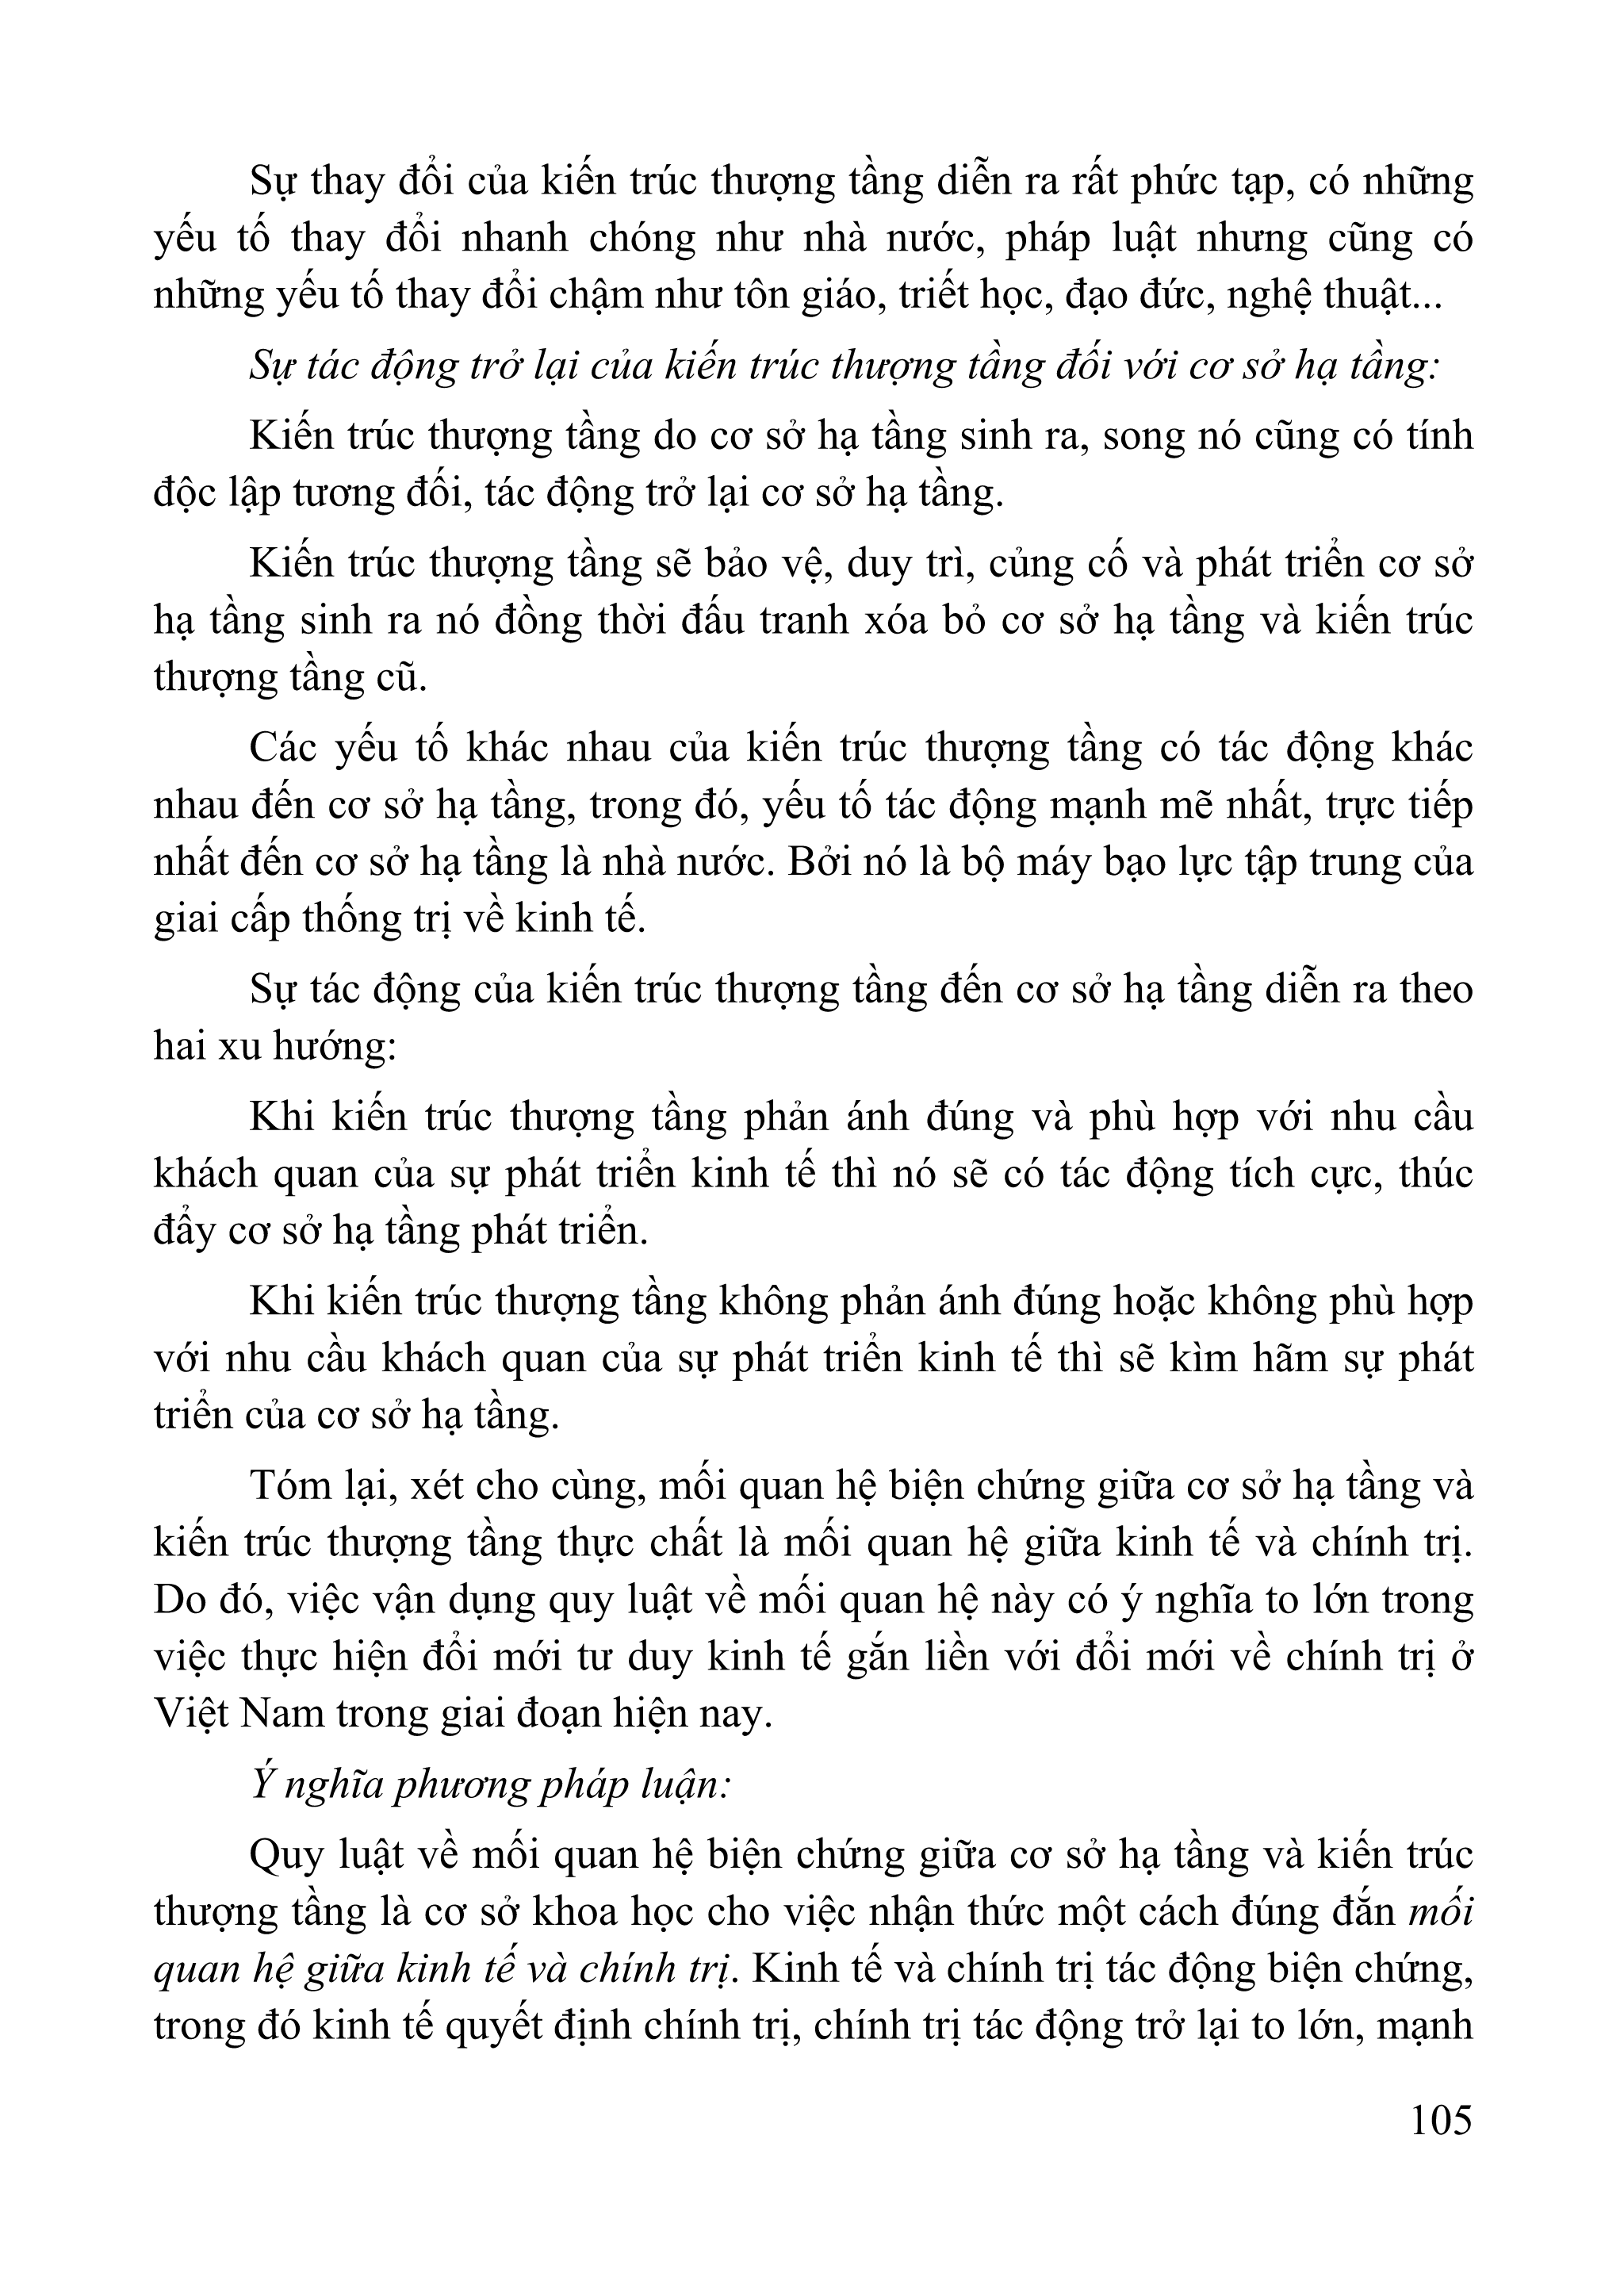 Sự thay đổi của kiến trúc thượng tầng diễn ra rất phức tạp, có những
yếu tố thay đổi nhanh chóng như nhà nước, pháp luật nhưng cũng có
những yếu tố thay đổi chậm như tôn giáo, triết học, đạo đức, nghệ thuật...
Sự tác động trở lại của kiến trúc thượng tầng đối với cơ sở hạ tầng:
Kiến trúc thượng tầng do cơ sở hạ tầng sinh ra, song nó cũng có tính
độc lập tương đối, tác động trở lại cơ sở hạ tầng.
Kiến trúc thượng tầng sẽ bảo vệ, duy trì, củng cố và phát triển cơ sở
hạ tầng sinh ra nó đồng thời đấu tranh xóa bỏ cơ sở hạ tầng và kiến trúc
thượng tầng cũ.
Các yếu tố khác nhau của kiến trúc thượng tầng có tác động khác
nhau đến cơ sở hạ tầng, trong đó, yếu tố tác động mạnh mẽ nhất, trực tiếp
nhất đến cơ sở hạ tầng là nhà nước. Bởi nó là bộ máy bạo lực tập trung của
giai cấp thống trị về kinh tế.
Sự tác động của kiến trúc thượng tầng đến cơ sở hạ tầng diễn ra theo
hai xu hướng:
Khi kiến trúc thượng tầng phản ánh đúng và phù hợp với nhu cầu
khách quan của sự phát triển kinh tế thì nó sẽ có tác động tích cực, thúc
đẩy cơ sở hạ tầng phát triển.
Khi kiến trúc thượng tầng không phản ánh đúng hoặc không phù hợp
với nhu cầu khách quan của sự phát triển kinh tế thì sẽ kìm hãm sự phát
triển của cơ sở hạ tầng.
Tóm lại, xét cho cùng, mối quan hệ biện chứng giữa cơ sở hạ tầng và
kiến trúc thượng tầng thực chất là mối quan hệ giữa kinh tế và chính trị.
Do đó, việc vận dụng quy luật về mối quan hệ này có ý nghĩa to lớn trong
việc thực hiện đổi mới tư duy kinh tế gắn liền với đổi mới về chính trị ở
Việt Nam trong giai đoạn hiện nay.
Ý nghĩa phương pháp luận:
Quy luật về mối quan hệ biện chứng giữa cơ sở hạ tầng và kiến trúc
thượng tầng là cơ sở khoa học cho việc nhận thức một cách đúng đắn mối
quan hệ giữa kinh tế và chính trị. Kinh tế và chính trị tác động biện chứng,
trong đó kinh tế quyết định chính trị, chính trị tác động trở lại to lớn, mạnh
105